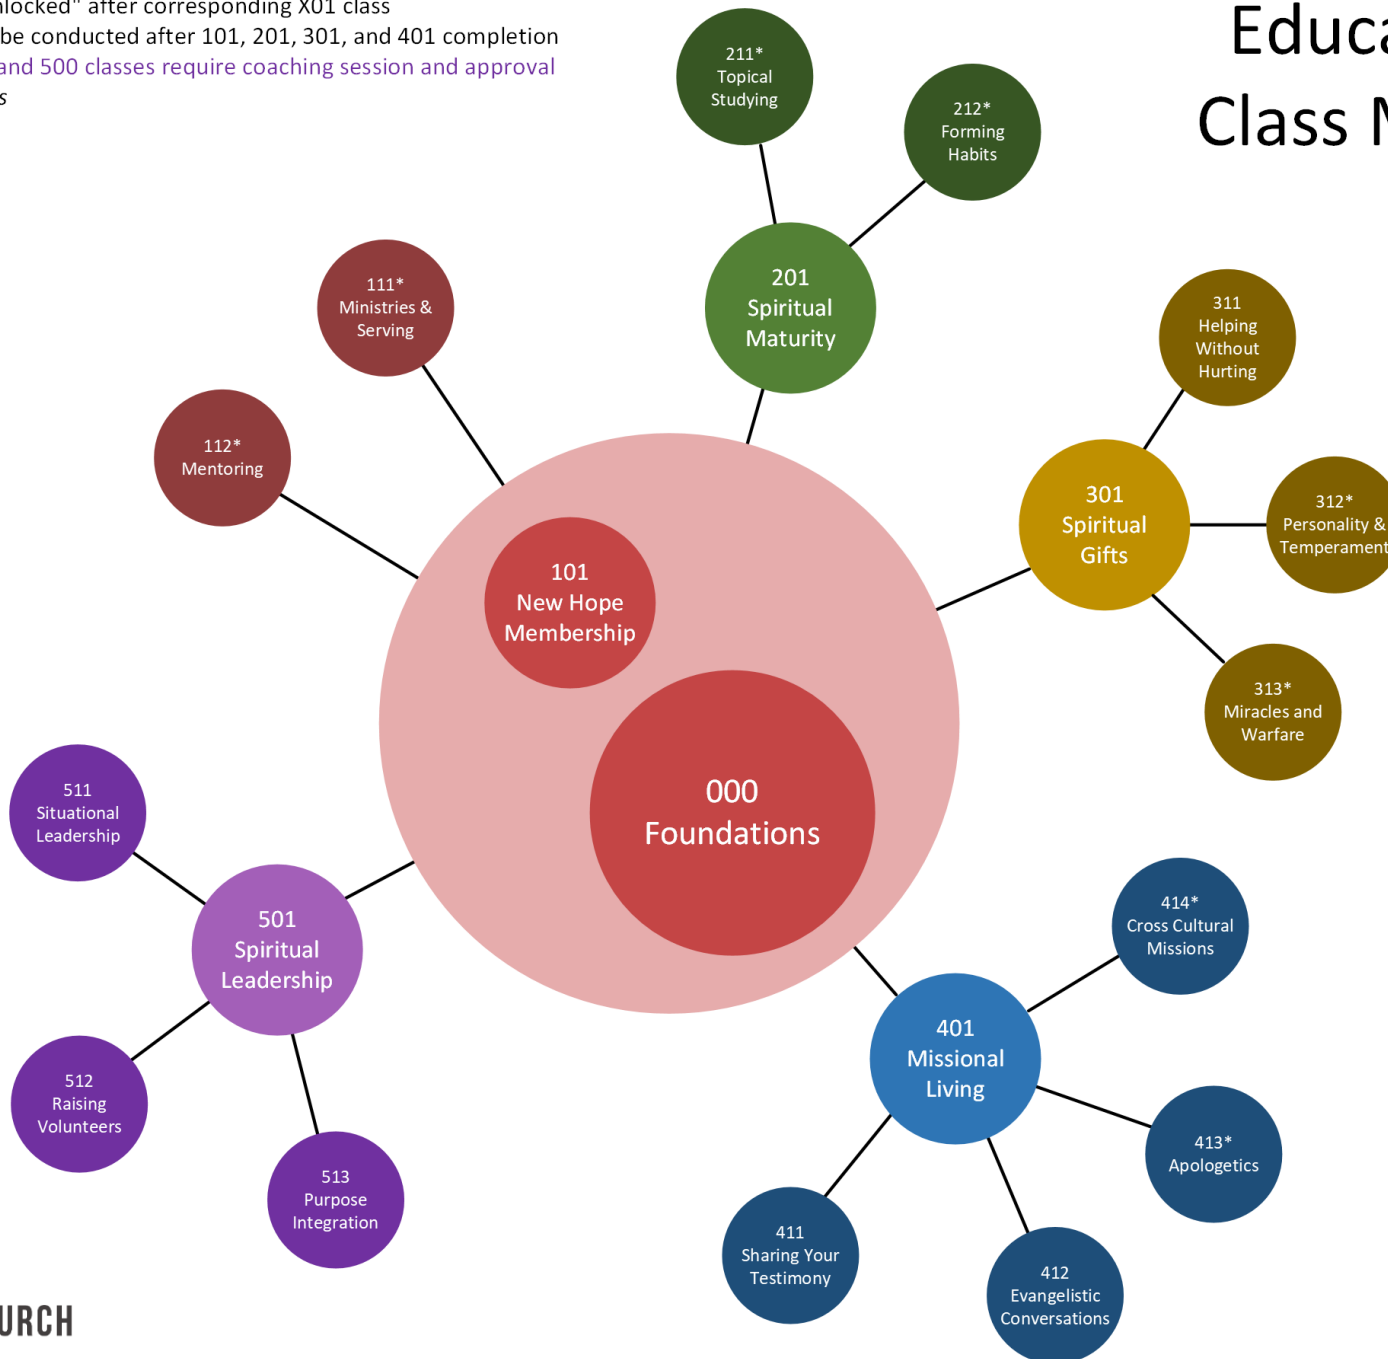 after corresponding X01 class
be conducted after 101, 201, 301, and 401 completion
and 500 classes require coaching session and approval
Class
211*
Topical
Studying
212*
Forming
Habits
111*
Ministries &
Serving
201
Spiritual
Maturity
311
Helping
Without
Hurting
112*
Mentoring
301
Spiritual
Gifts
312*
Personality &
Temperament
101
New Hope
Membership
313*
Miracles and
Warfare
000
Foundations
511
Situational
Leadership
501
Spiritual
Leadership
414*
Cross Cultural
Missions
401
Missional
Living
512
Raising
Volunteers
413*
Apologetics
513
Purpose
Integration
411
Sharing Your
Testimony
412
Evangelistic
Conversations